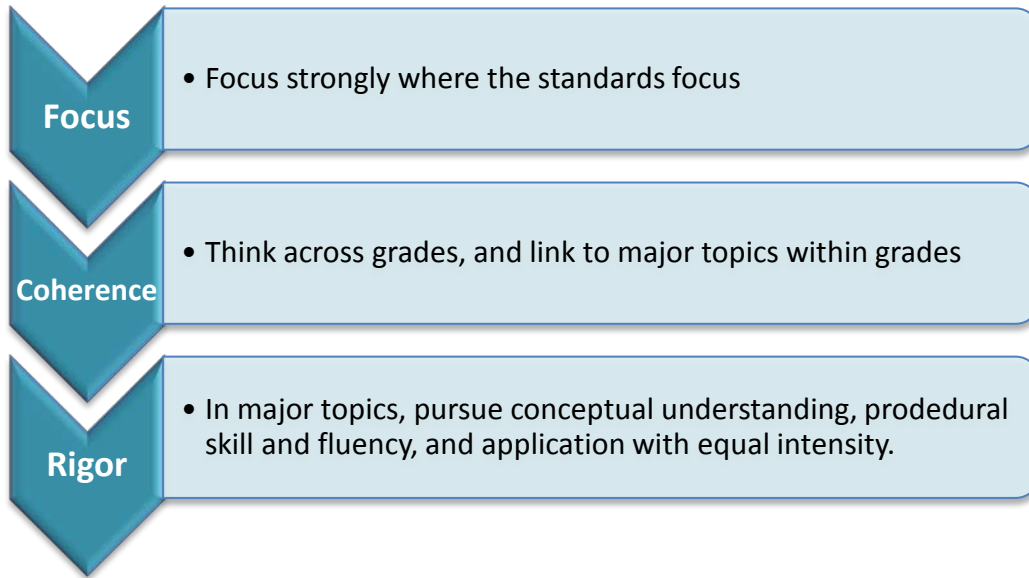 Focus
• Focus strongly where the standards focus
Coherence
• Think across grades, and link to major topics within grades
Rigor
• In major topics, pursue conceptual understanding, prodedural
skill and fluency, and application with equal intensity.